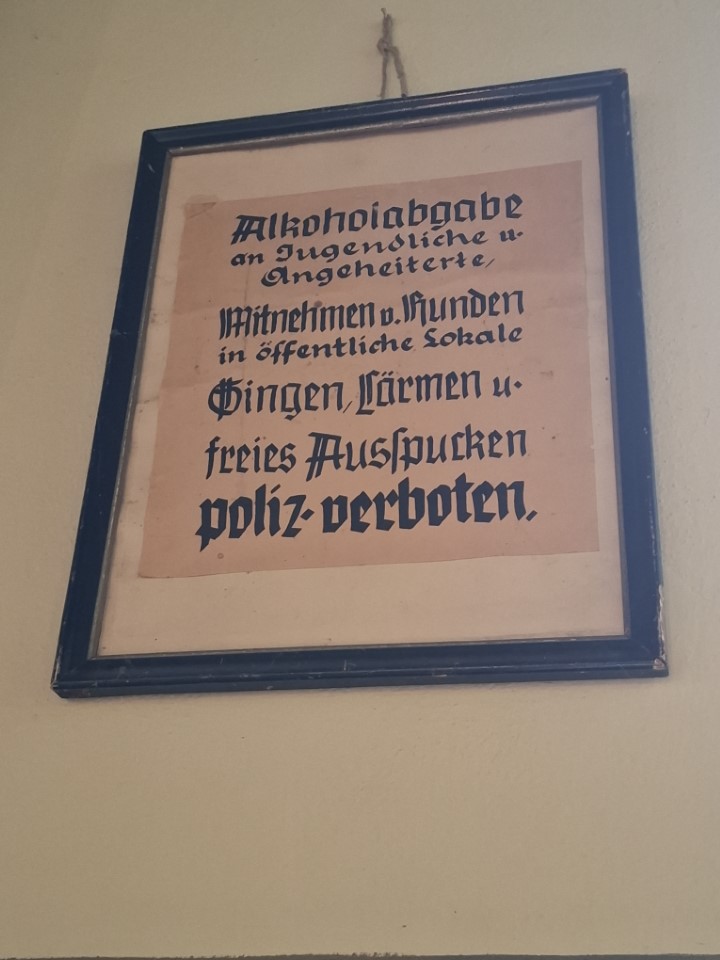 Alkoholabgabe
an Jugendliche u.
Angeheiterte,
Mitnehmen v. Hunden
in öffentliche Lokale
Singen, Lärmen u.
freies Ausſpucken
poliz. verboten.